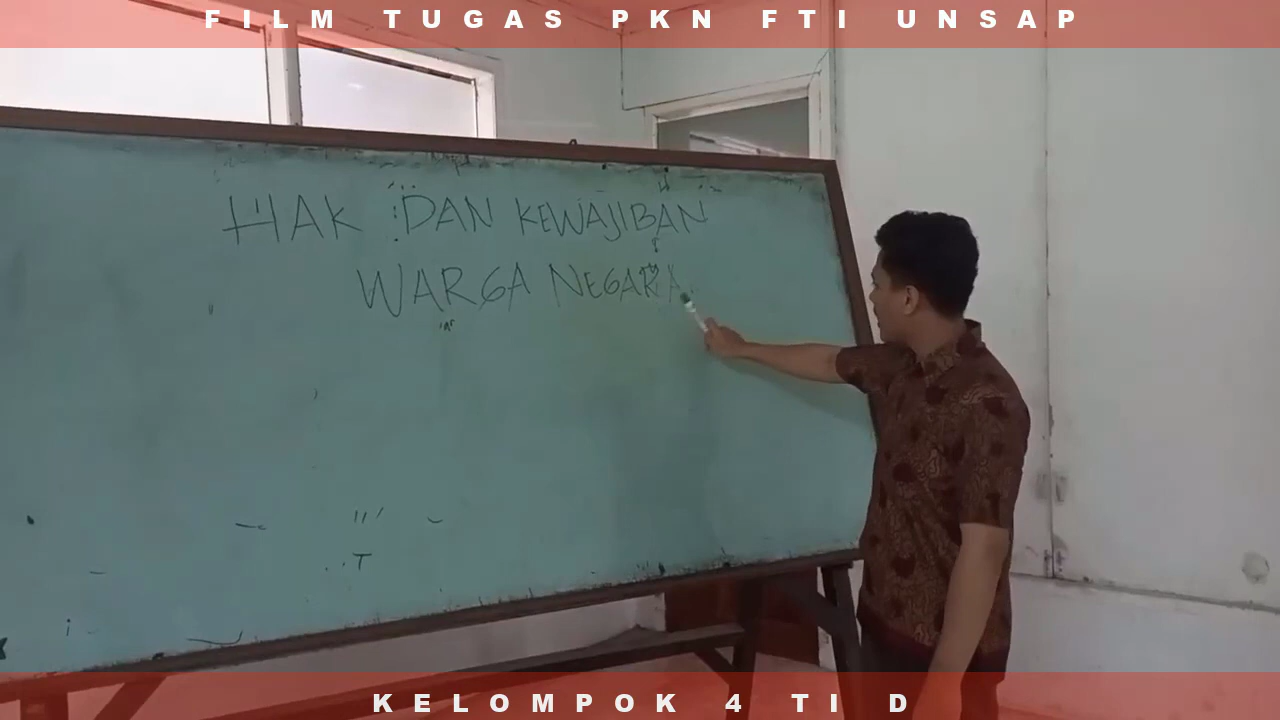 FILM TUGAS PKN FTI UNSAP
HAK DAN KEWAJIBAN
WARGA NEGARA
KELOMPOK 4 TI D